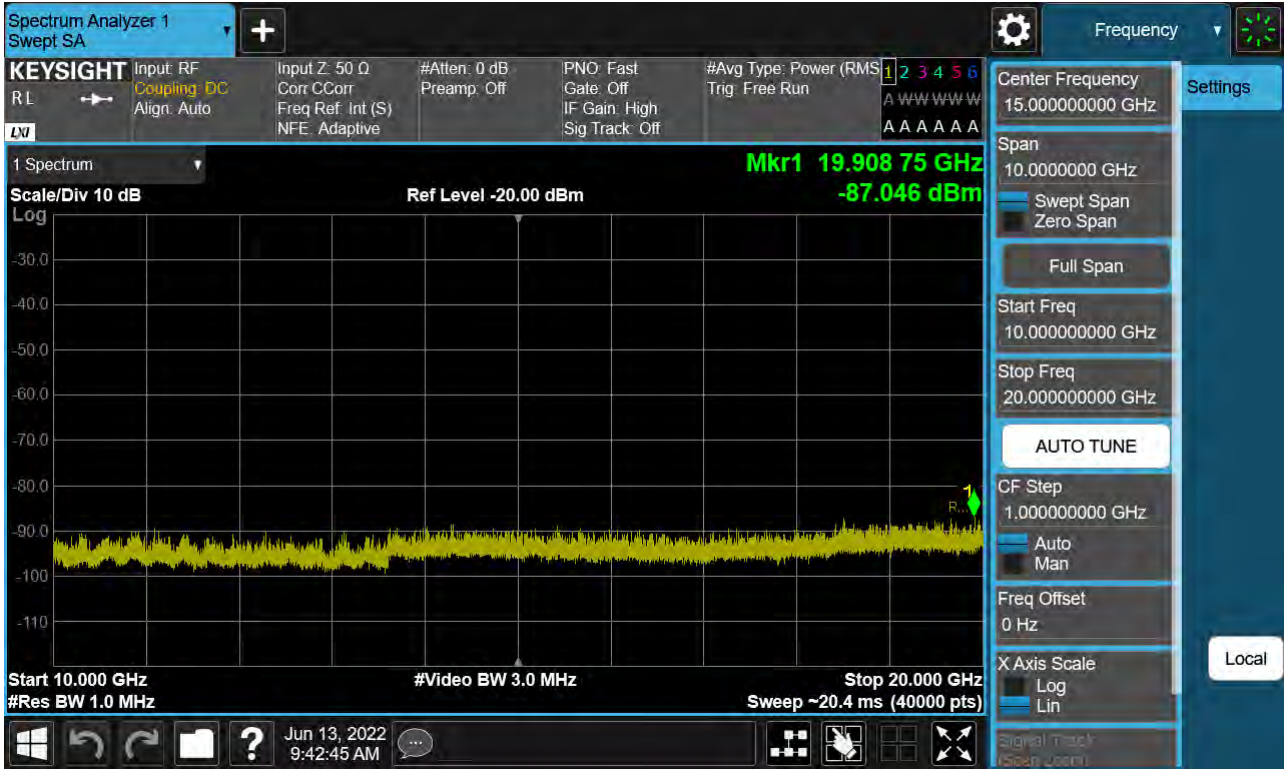 Spectrum Analyzer 1
Swept SA
Frequency
KEYSIGHT
R L
LXI
Input: RF
Coupling: DC
Align: Auto
Input Z: 50 Ω
Corr CCorr
Freq Ref: Int (S)
NFE: Adaptive
#Atten: 0 dB
Preamp: Off
PNO: Fast
Gate: Off
IF Gain: High
Sig Track: Off
#Avg Type: Power (RMS
Trig: Free Run
1 2 3 4 5 6
A W W W W W
A A A A A A
1 Spectrum
Mkr1 19.908 75 GHz
Scale/Div 10 dB
Ref Level -20.00 dBm
-87.046 dBm
Log
-30.0
-40.0
-50.0
-60.0
-70.0
-80.0
-90.0
-100
-110
1
R...
Start 10.000 GHz
#Video BW 3.0 MHz
Stop 20.000 GHz
#Res BW 1.0 MHz
Sweep ~20.4 ms (40000 pts)
Center Frequency
15.000000000 GHz
Settings
Span
10.0000000 GHz
Swept Span
Zero Span
Full Span
Start Freq
10.000000000 GHz
Stop Freq
20.000000000 GHz
AUTO TUNE
CF Step
1.000000000 GHz
Auto
Man
Freq Offset
0 Hz
X Axis Scale
Log
Lin
Signal Track
(Span Zoom)
Local
?
Jun 13, 2022
9:42:45 AM